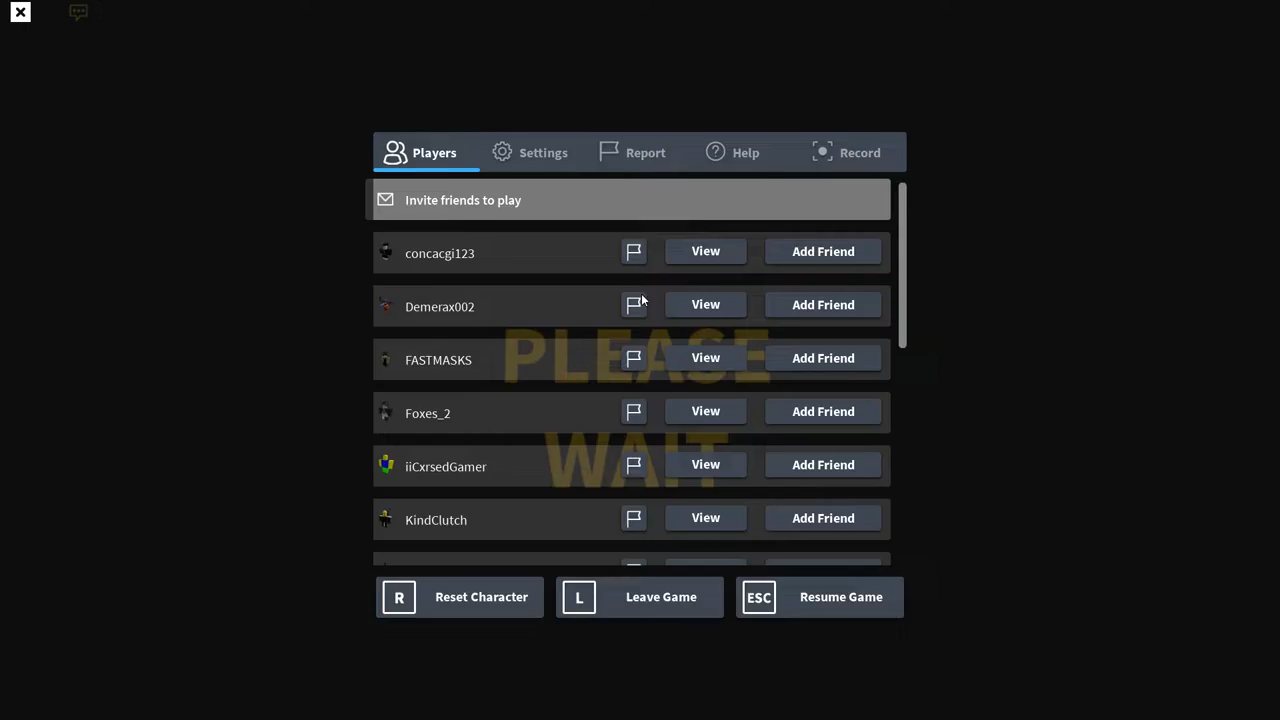 Players Settings Report Help Record
Invite friends to play
concacgi123 View Add Friend
Demerax002 View Add Friend
PLEASE
FASTMASKS View Add Friend
Foxes_2 View Add Friend
WAIT
iiCxrsedGamer View Add Friend
KindClutch View Add Friend
R Reset Character L Leave Game ESC Resume Game